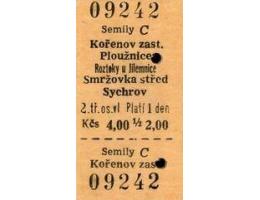 09242
Semily C
Kořenov zast.
Ploužnice
Roztoky u Jilemnice
Smržovka střed
Sychrov
2.tř.os.vl Platí 1 den
Kčs 4,00 ½ 2,00
Semily C
Kořenov zast
09242